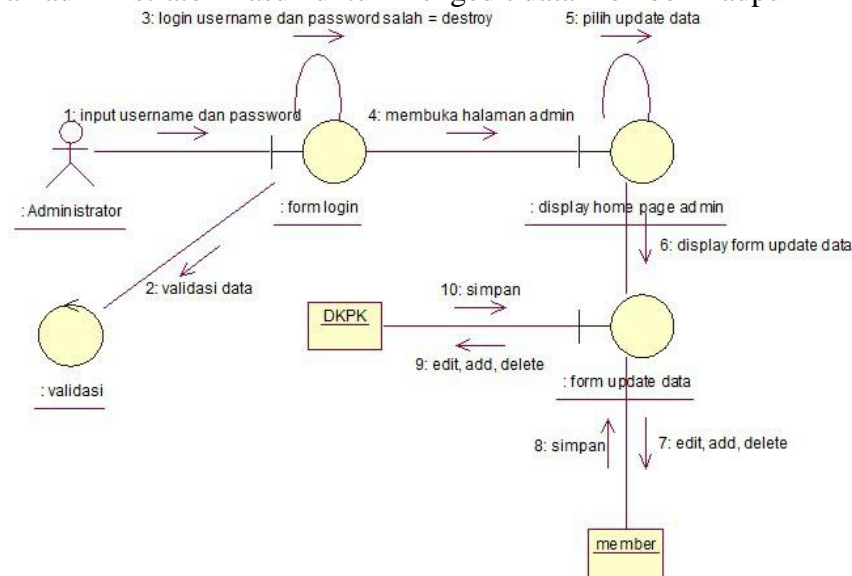 3: login username dan password salah = destroy
5: pilih update data
1: input username dan password
4: membuka halaman admin
: Administrator
: form login
: display home page admin
6: display form update data
2: validasi data
10: simpan
DKPK
9: edit, add, delete
: validasi
: form update data
8: simpan
7: edit, add, delete
member